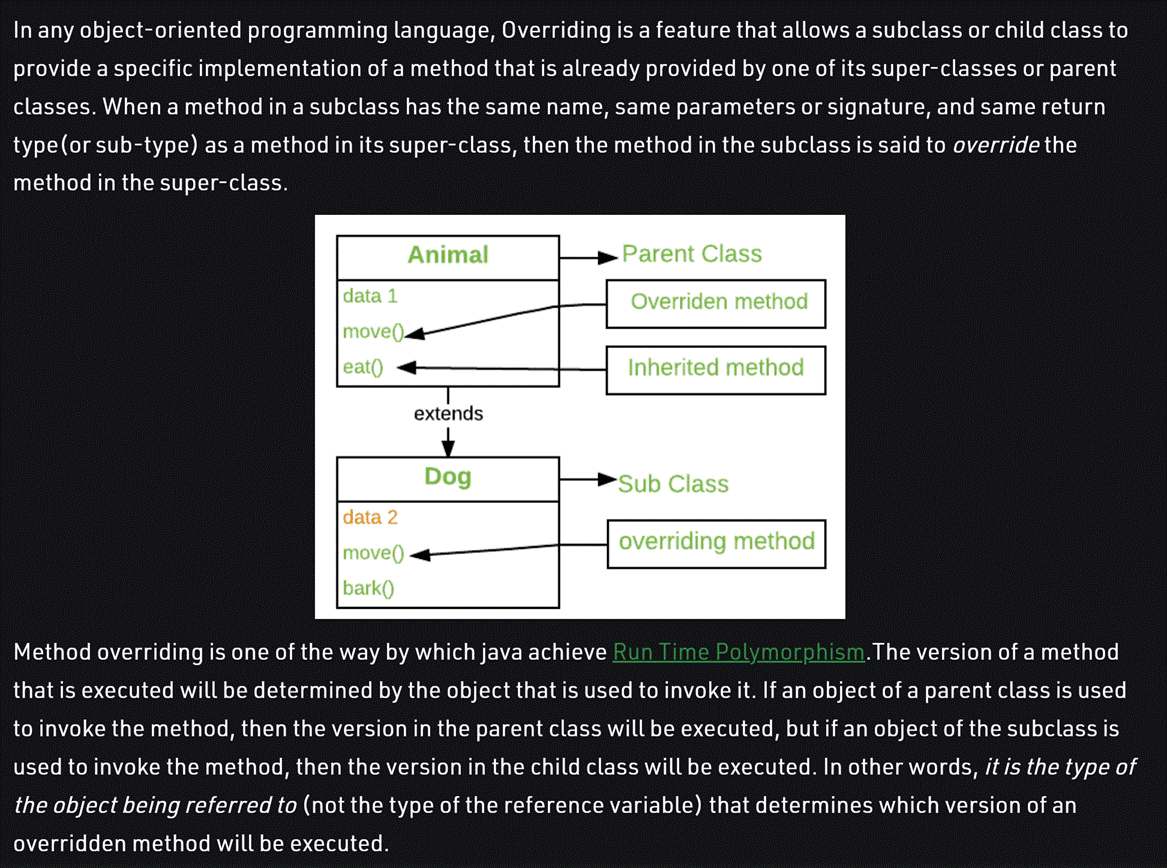 In any object-oriented programming language, Overriding is a feature that allows a subclass or child class to
provide a specific implementation of a method that is already provided by one of its super-classes or parent
classes. When a method in a subclass has the same name, same parameters or signature, and same return
type(or sub-type) as a method in its super-class, then the method in the subclass is said to override the
method in the super-class.
Animal
Parent Class
data 1
Overriden method
move()
eat()
Inherited method
extends
Dog
Sub Class
data 2
move()
overriding method
bark()
Method overriding is one of the way by which java achieve Run Time Polymorphism.The version of a method
that is executed will be determined by the object that is used to invoke it. If an object of a parent class is used
to invoke the method, then the version in the parent class will be executed, but if an object of the subclass is
used to invoke the method, then the version in the child class will be executed. In other words, it is the type of
the object being referred to (not the type of the reference variable) that determines which version of an
overridden method will be executed.